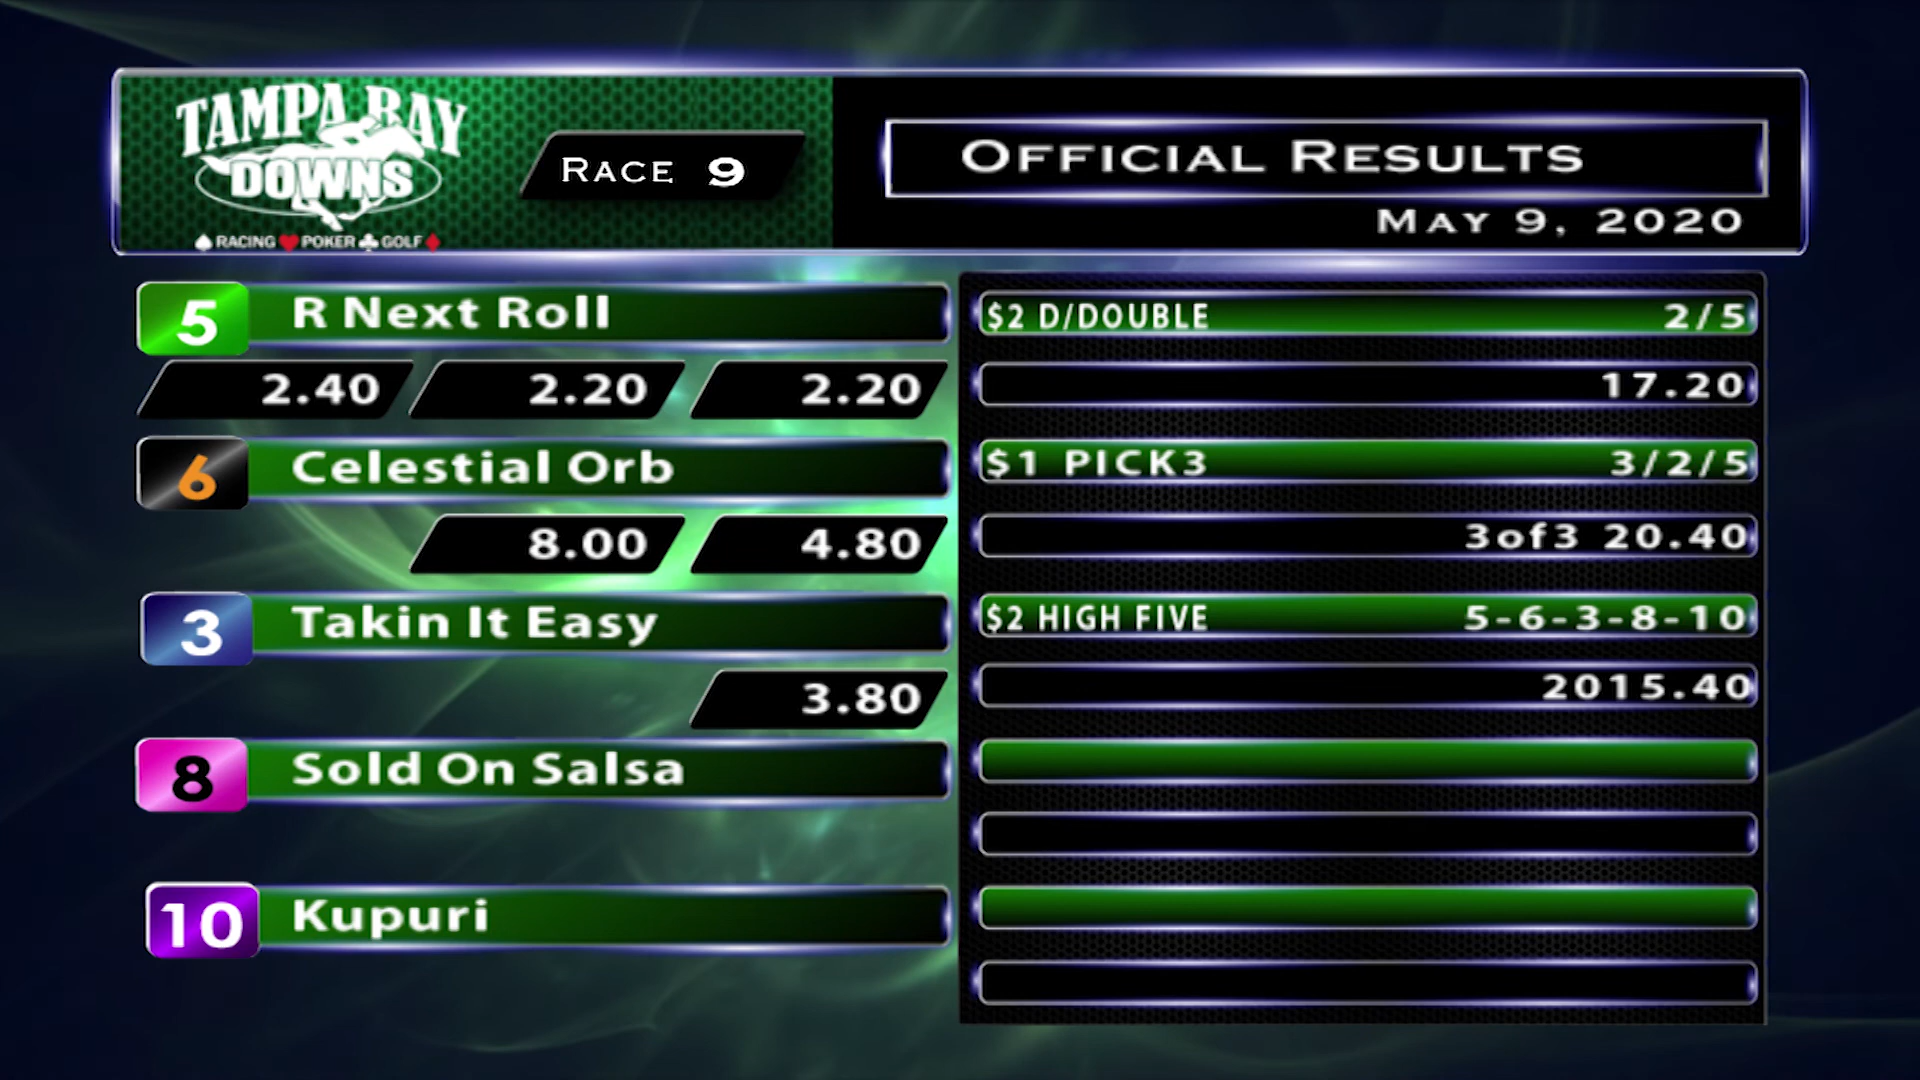 TAMPA BAY
DOWNS
RACING POKER GOLF
RACE 9
OFFICIAL RESULTS
MAY 9, 2020
5 R Next Roll
2.40 2.20 2.20
6 Celestial Orb
8.00 4.80
3 Takin It Easy
3.80
8 Sold On Salsa
10 Kupuri
$2 D/DOUBLE 2/5
17.20
$1 PICK3 3/2/5
3of3 20.40
$2 HIGH FIVE 5-6-3-8-10
2015.40